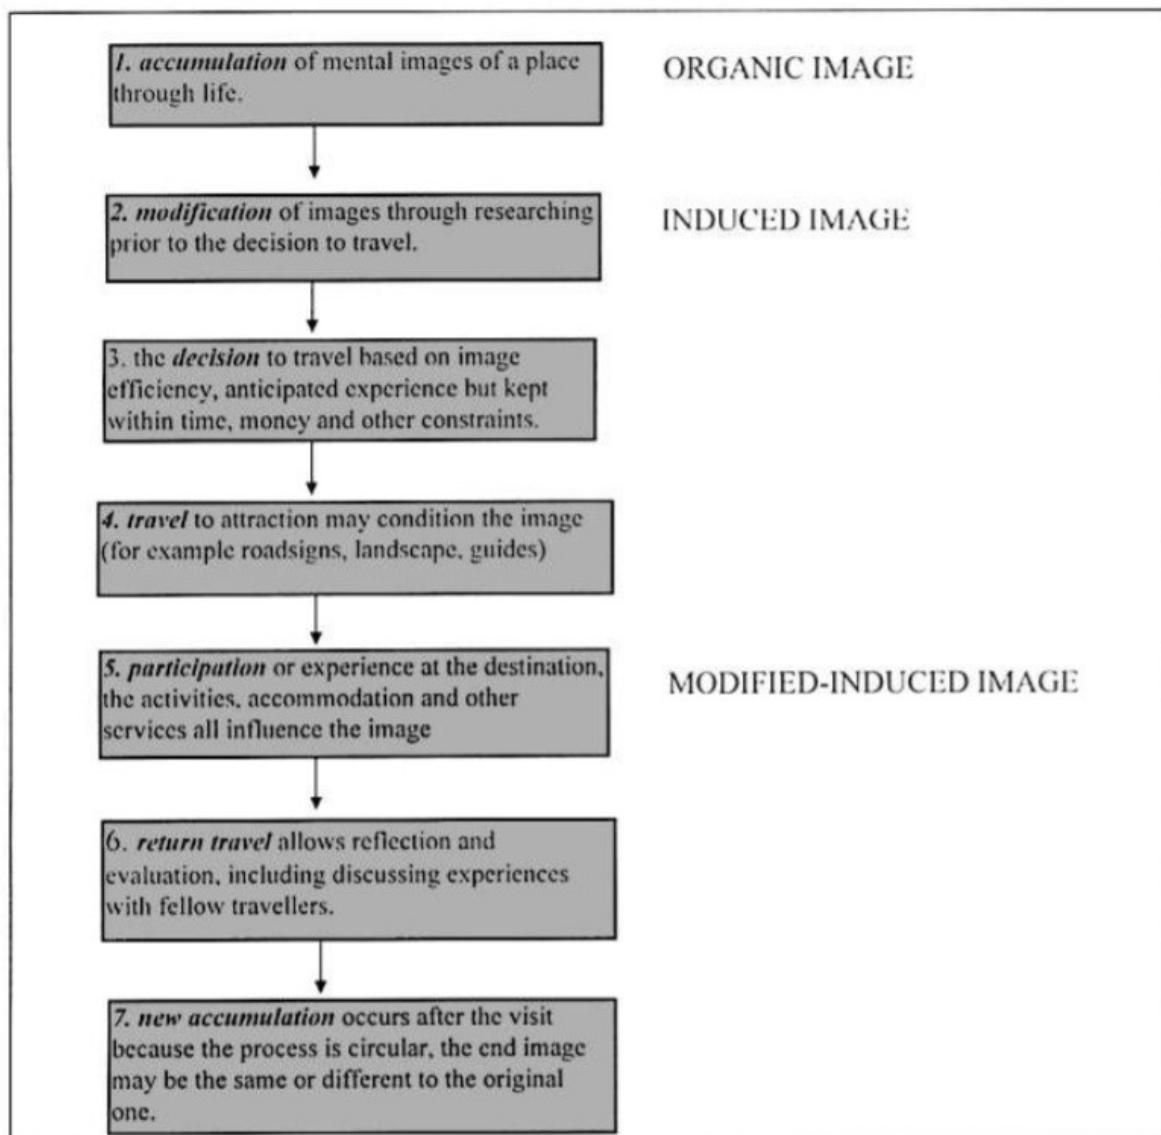 1. accumulation of mental images of a place
through life.
ORGANIC IMAGE
2. modification of images through researching
prior to the decision to travel.
INDUCED IMAGE
3. the decision to travel based on image
efficiency, anticipated experience but kept
within time, money and other constraints.
4. travel to attraction may condition the image
(for example roadsigns, landscape, guides)
5. participation or experience at the destination,
the activities, accommodation and other
services all influence the image
MODIFIED-INDUCED IMAGE
6. return travel allows reflection and
evaluation, including discussing experiences
with fellow travellers.
7. new accumulation occurs after the visit
because the process is circular, the end image
may be the same or different to the original
one.